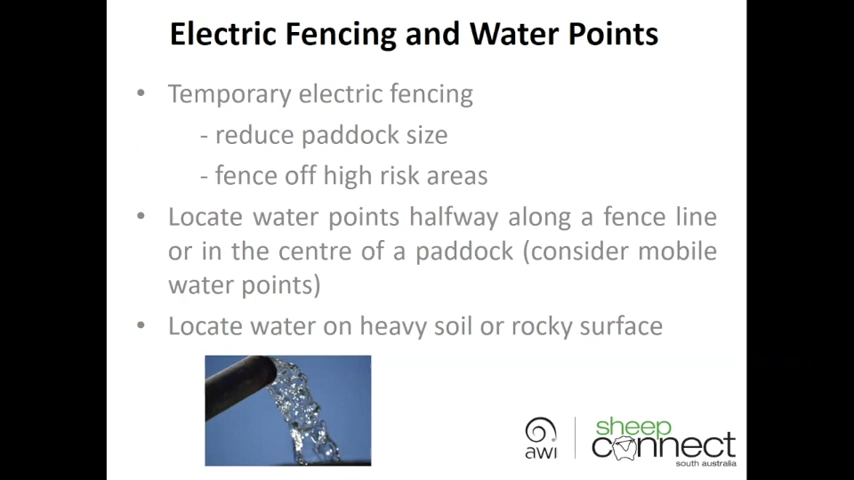 Electric Fencing and Water Points
• Temporary electric fencing
- reduce paddock size
- fence off high risk areas
• Locate water points halfway along a fence line
or in the centre of a paddock (consider mobile
water points)
• Locate water on heavy soil or rocky surface
awi
sheep
connect
south australia